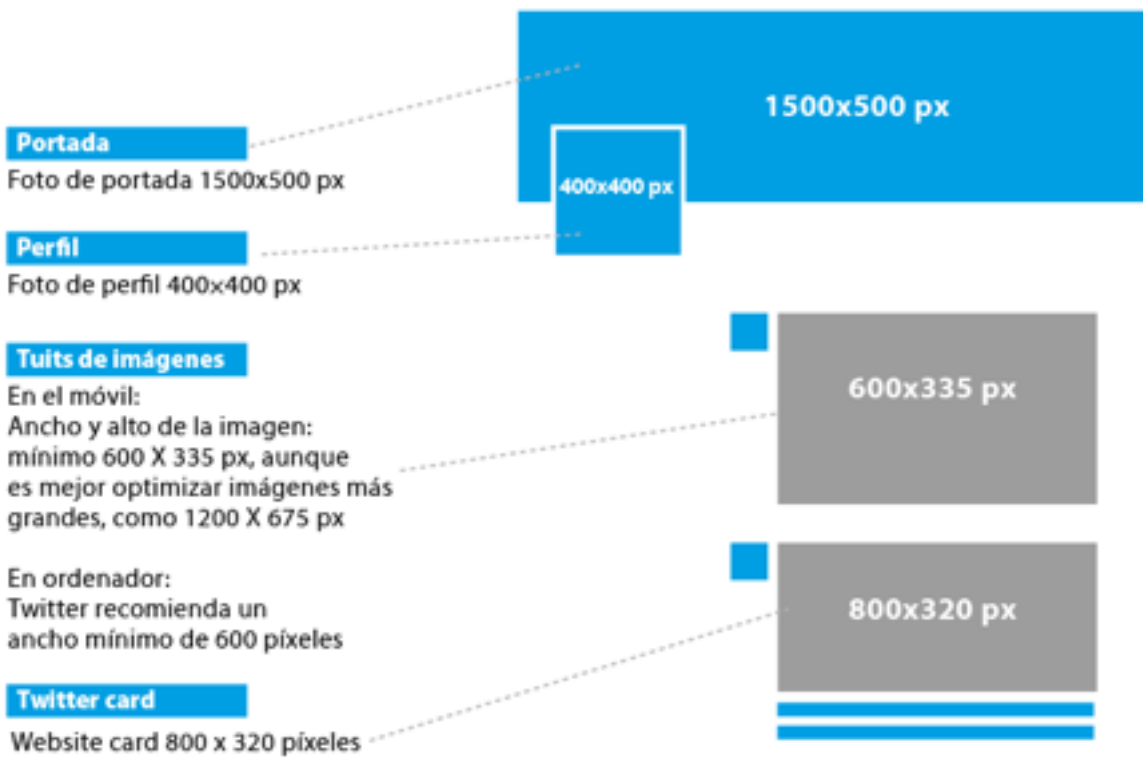 1500x500 px
Portada
Foto de portada 1500x500 px
400x400 px
Perfil
Foto de perfil 400×400 px
Tuits de imágenes
En el móvil:
Ancho y alto de la imagen:
mínimo 600 X 335 px, aunque
es mejor optimizar imágenes más
grandes, como 1200 X 675 px
600x335 px
En ordenador:
Twitter recomienda un
ancho mínimo de 600 píxeles
800x320 px
Twitter card
Website card 800 x 320 píxeles